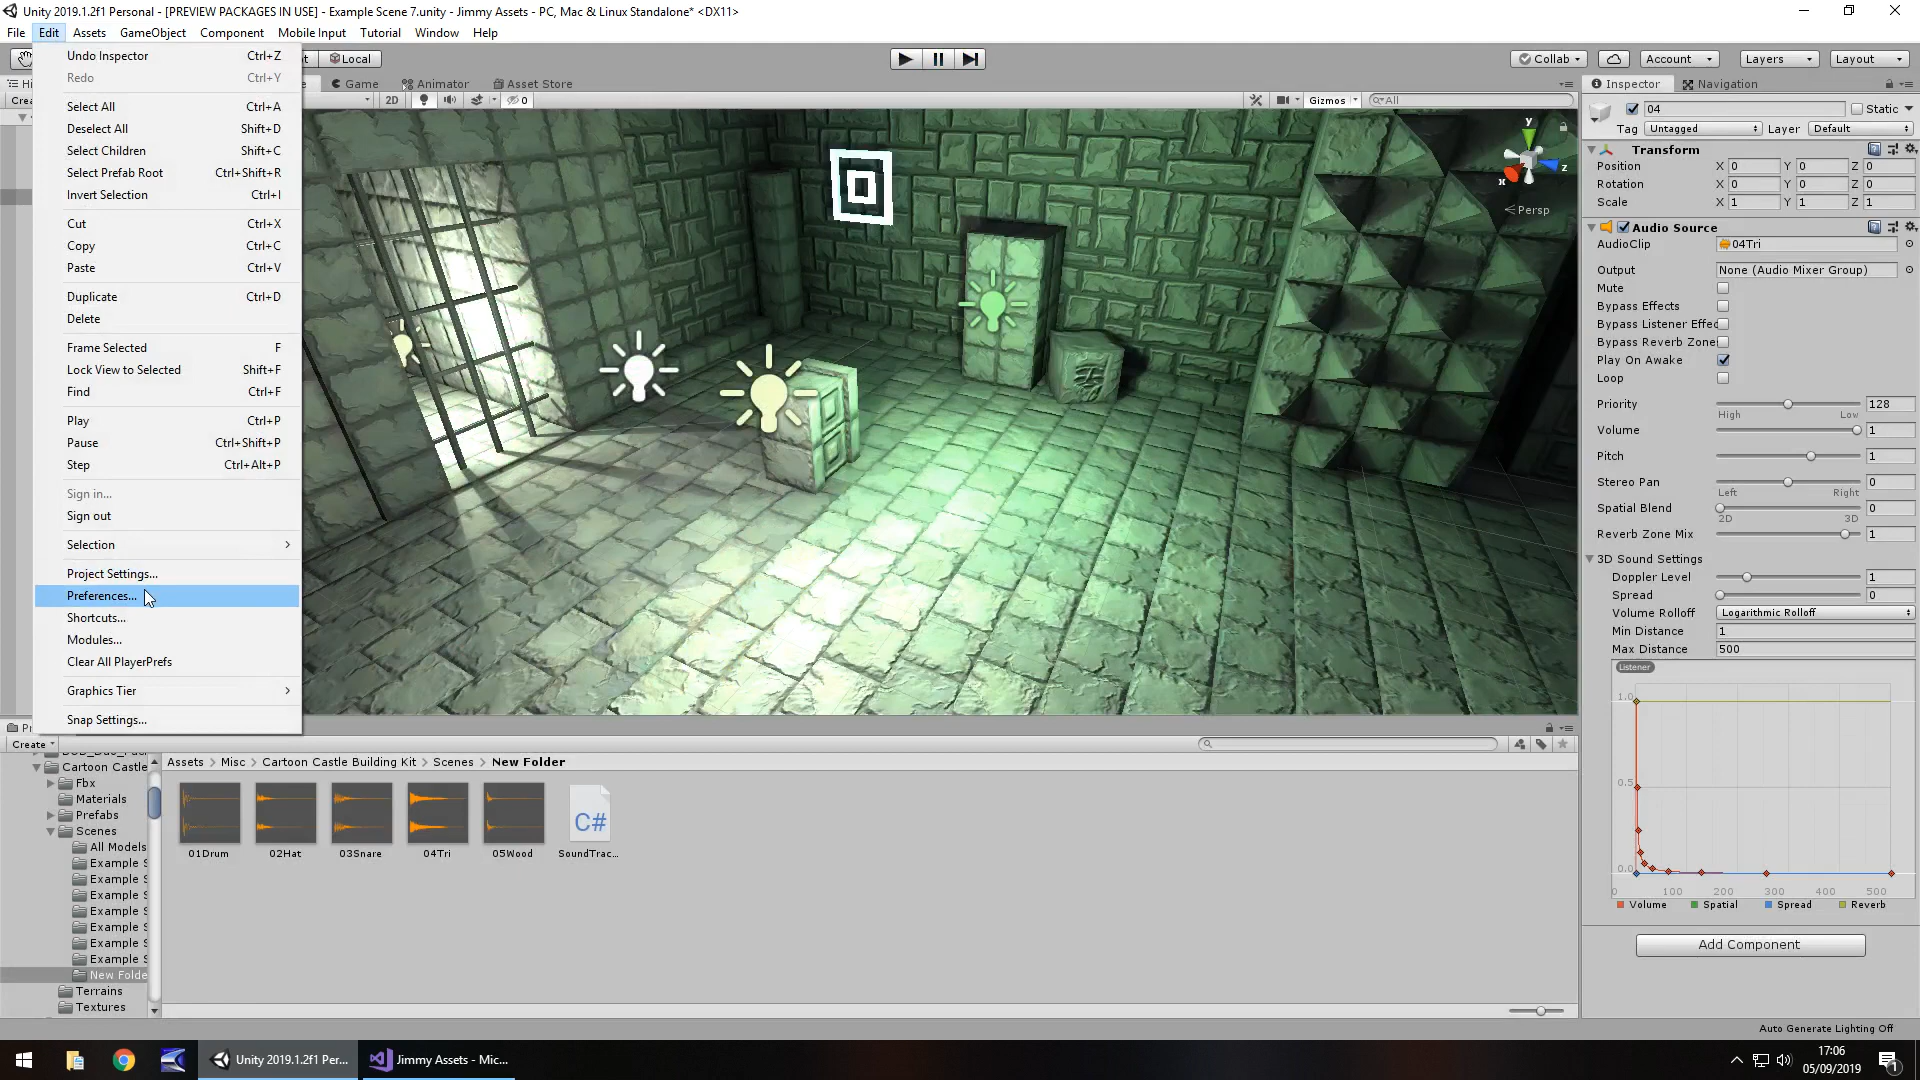 Unity 2019.1.2f1 Personal - [PREVIEW PACKAGES IN USE] - Example Scene 7.unity - Jimmy Assets - PC, Mac & Linux Standalone* <DX11>
File Edit Assets GameObject Component Mobile Input Tutorial Window Help
Local Collab Account Layers Layout
Game Animator Asset Store
2D 0 Gizmos All
Undo Inspector Ctrl+Z
Redo Ctrl+Y
Select All Ctrl+A
Deselect All Shift+D
Select Children Shift+C
Select Prefab Root Ctrl+Shift+R
Invert Selection Ctrl+I
Cut Ctrl+X
Copy Ctrl+C
Paste Ctrl+V
Duplicate Ctrl+D
Delete
Frame Selected F
Lock View to Selected Shift+F
Find Ctrl+F
Play Ctrl+P
Pause Ctrl+Shift+P
Step Ctrl+Alt+P
Sign in...
Sign out
Selection
Project Settings...
Preferences...
Shortcuts...
Modules...
Clear All PlayerPrefs
Graphics Tier
Snap Settings...
y
x z
Persp
Inspector Navigation
04 Static
Tag Untagged Layer Default
Transform
Position X 0 Y 0 Z 0
Rotation X 0 Y 0 Z 0
Scale X 1 Y 1 Z 1
Audio Source
AudioClip 04Tri
Output None (Audio Mixer Group)
Mute
Bypass Effects
Bypass Listener Effec
Bypass Reverb Zone
Play On Awake
Loop
Priority 128
High Low
Volume 1
Pitch 1
Stereo Pan 0
Left Right
Spatial Blend 0
2D 3D
Reverb Zone Mix 1
3D Sound Settings
Doppler Level 1
Spread 0
Volume Rolloff Logarithmic Rolloff
Min Distance 1
Max Distance 500
Listener
1.0
0.5
0.0
0 100 200 300 400 500
Volume Spatial Spread Reverb
Add Component
Create
Cartoon Castle
Fbx
Materials
Prefabs
Scenes
All Models
Example S
Example S
Example S
Example S
Example S
Example S
Example S
New Folde
Terrains
Textures
Assets > Misc > Cartoon Castle Building Kit > Scenes > New Folder
C#
01Drum 02Hat 03Snare 04Tri 05Wood SoundTrac...
Auto Generate Lighting Off
Unity 2019.1.2f1 Per... Jimmy Assets - Mic...
17:06
05/09/2019
1